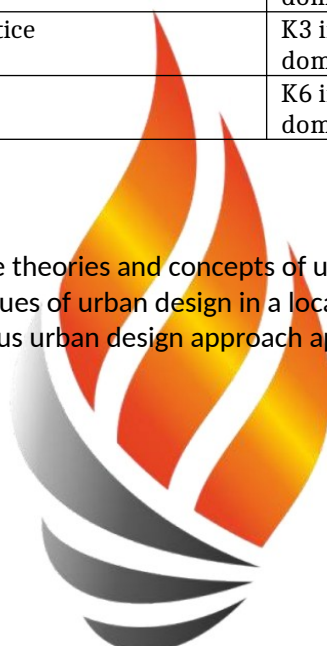 tice
K3 i
dom
K6 i
dom
e theories and concepts of u
ues of urban design in a loca
us urban design approach ap